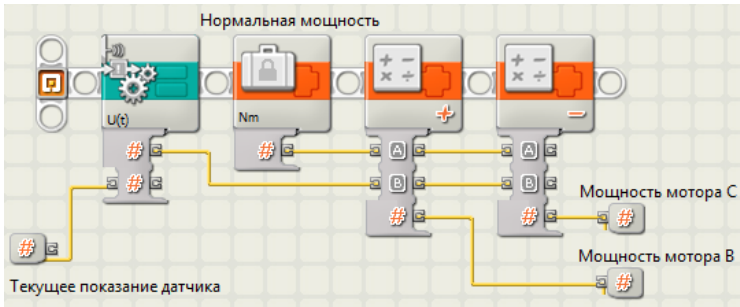 Нормальная мощность
U(t)
Nm
+
−
# # # # #
A A
B B
Мощность мотора C
#
#
Мощность мотора B
#
Текущее показание датчика